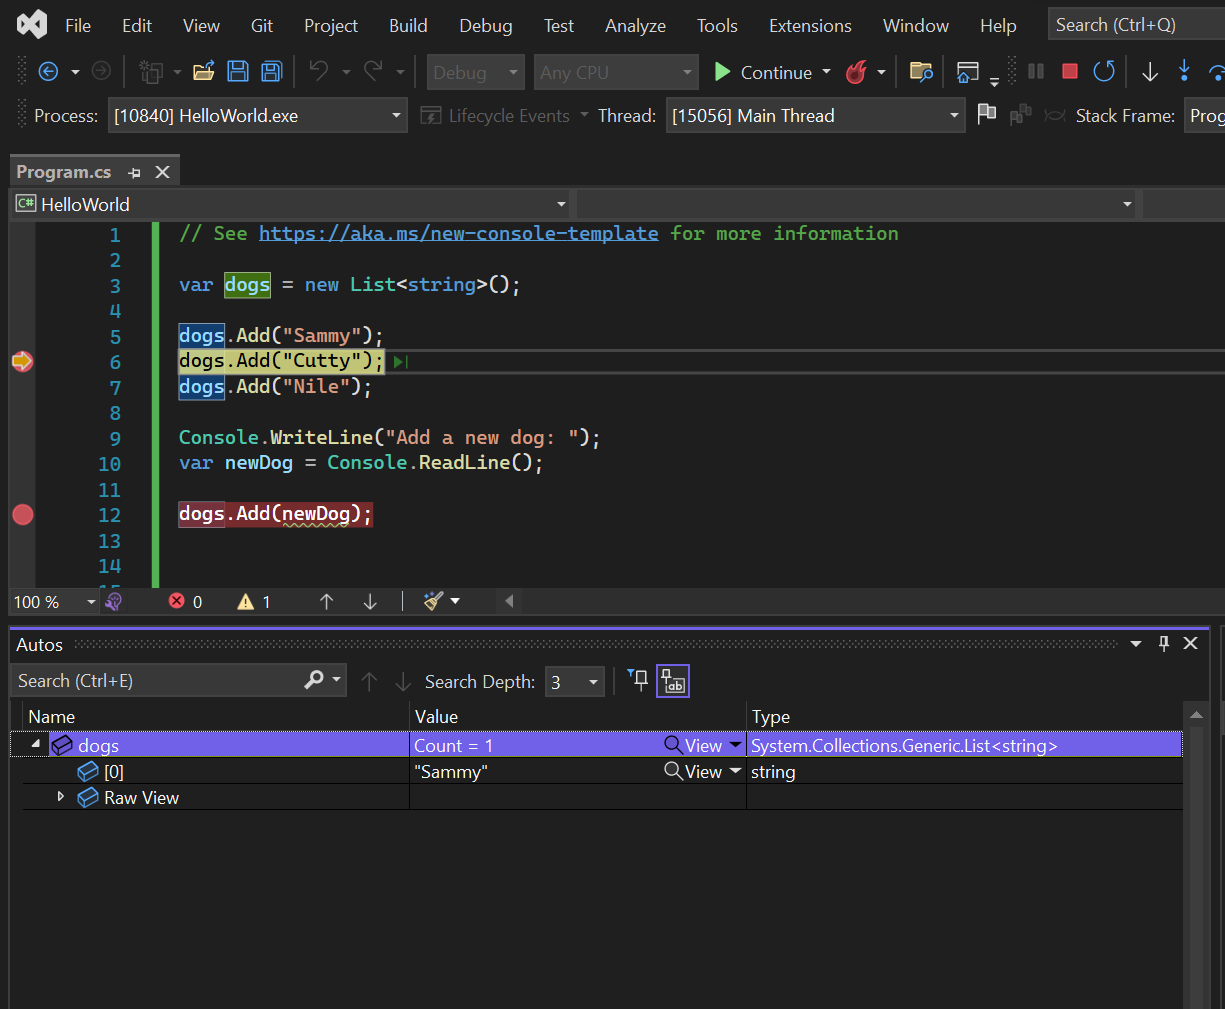 File Edit View Git Project Build Debug Test Analyze Tools Extensions Window Help Search (Ctrl+Q)
Debug Any CPU Continue
Process: [10840] HelloWorld.exe Lifecycle Events Thread: [15056] Main Thread Stack Frame: Prog
Program.cs
C# HelloWorld
1 // See https://aka.ms/new-console-template for more information
2
3 var dogs = new List<string>();
4
5 dogs.Add("Sammy");
6 dogs.Add("Cutty");
7 dogs.Add("Nile");
8
9 Console.WriteLine("Add a new dog: ");
10 var newDog = Console.ReadLine();
11
12 dogs.Add(newDog);
13
14
15
100 % 0 1
Autos
Search (Ctrl+E) Search Depth: 3 ab
Name Value Type
dogs Count = 1 View System.Collections.Generic.List<string>
[0] "Sammy" View string
Raw View